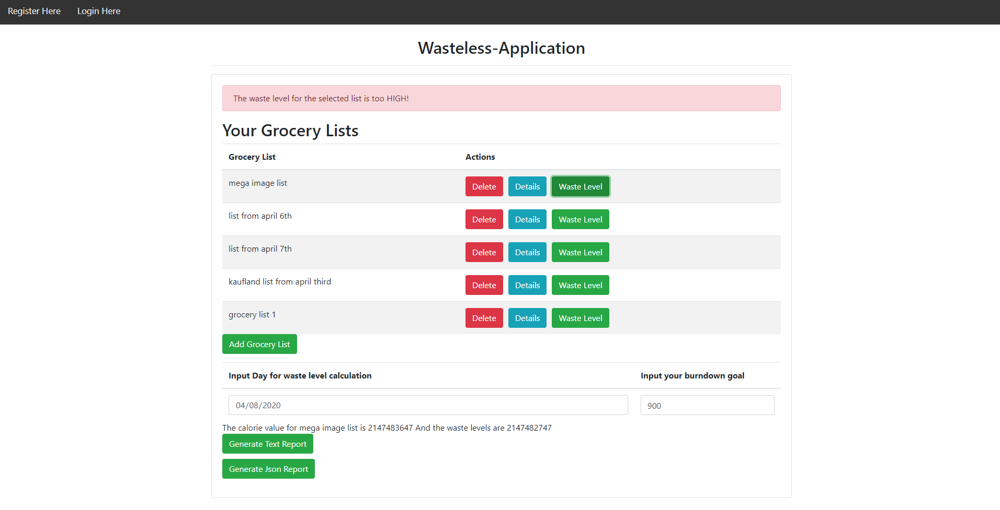 Register Here Login Here
Wasteless-Application
The waste level for the selected list is too HIGH!
Your Grocery Lists
Grocery List Actions
mega image list Delete Details Waste Level
list from april 6th Delete Details Waste Level
list from april 7th Delete Details Waste Level
kaufland list from april third Delete Details Waste Level
grocery list 1 Delete Details Waste Level
Add Grocery List
Input Day for waste level calculation Input your burndown goal
04/08/2020 900
The calorie value for mega image list is 2147483647 And the waste levels are 2147482747
Generate Text Report
Generate Json Report